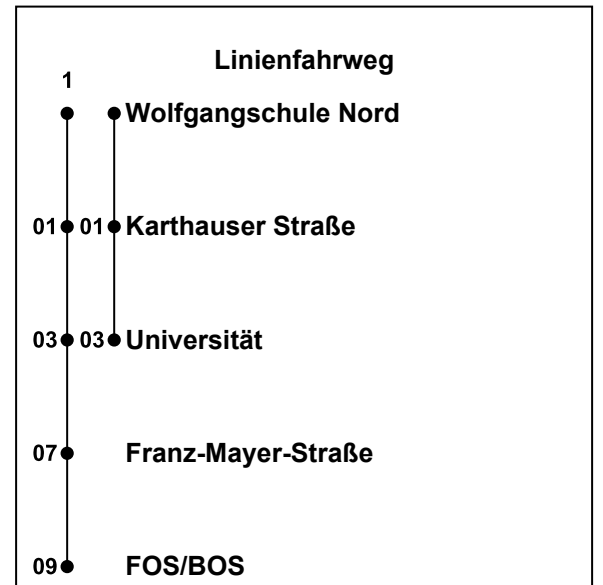 Linienfahrweg
1
Wolfgangschule Nord
01 01 Karthauser Straße
03 03 Universität
07 Franz-Mayer-Straße
09 FOS/BOS